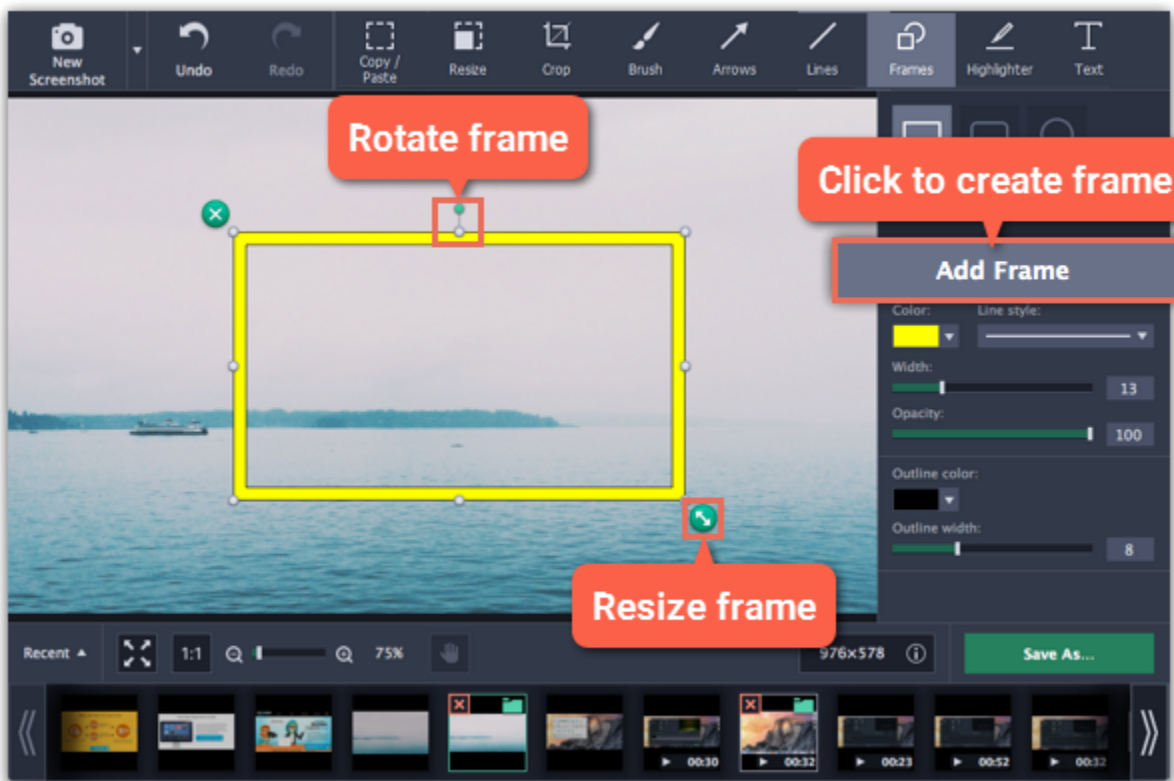 New
Screenshot
Undo
Redo
Copy /
Paste
Resize
Crop
Brush
Arrows
Lines
Frames
Highlighter
Text
Rotate frame
Click to create frame
Add Frame
Color:
Line style:
Width:
13
Opacity:
100
Outline color:
Outline width:
8
Resize frame
Recent
1:1
75%
976×578
Save As...
00:30
00:32
00:23
00:52
00:32